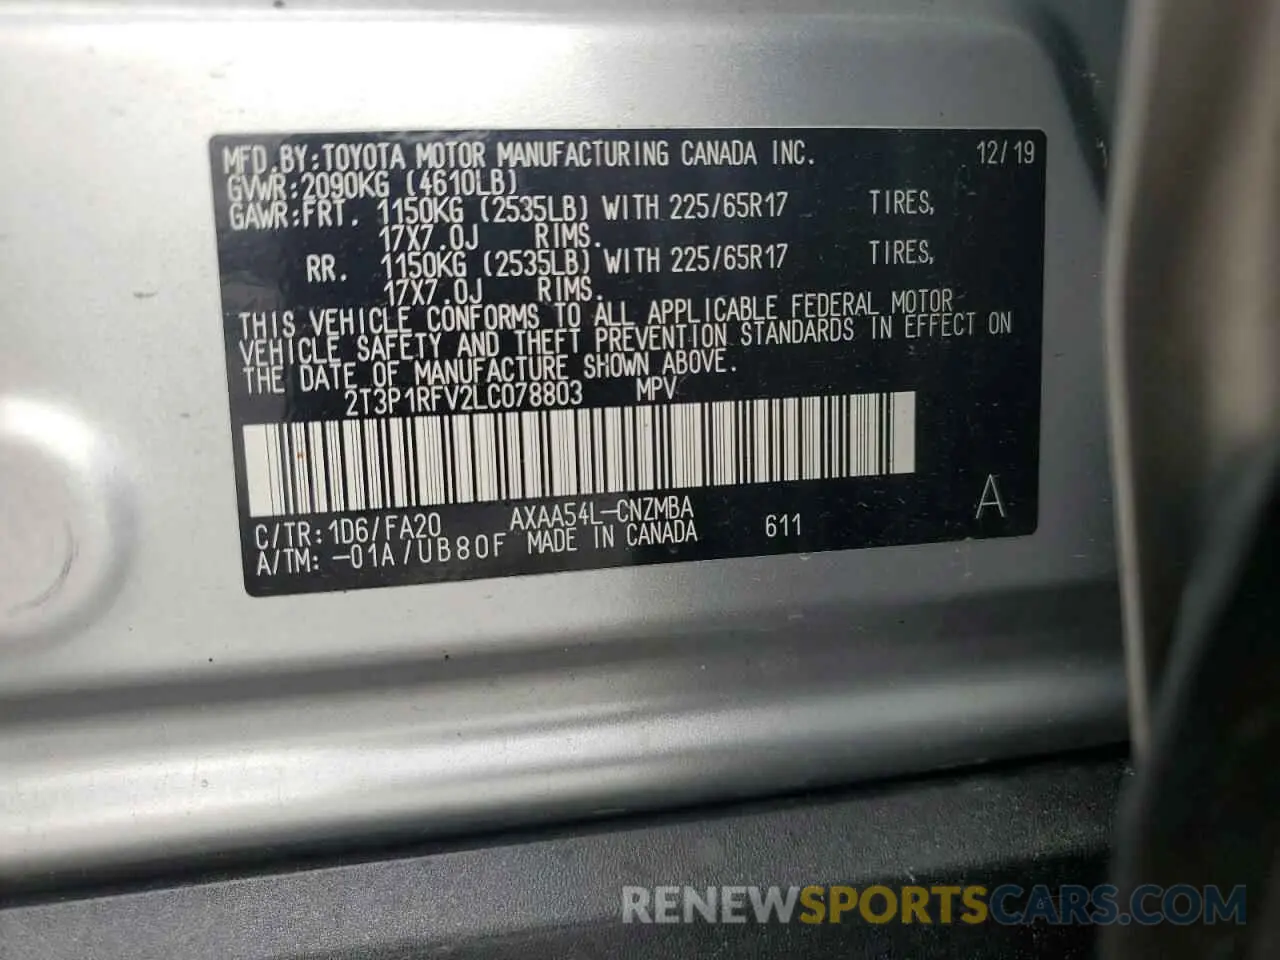 MFD.BY:TOYOTA MOTOR MANUFACTURING CANADA INC. 12/19
GVWR:2090KG (4610LB)
GAWR:FRT. 1150KG (2535LB) WITH 225/65R17 TIRES,
17X7.0J RIMS.
RR. 1150KG (2535LB) WITH 225/65R17 TIRES,
17X7.0J RIMS.
THIS VEHICLE CONFORMS TO ALL APPLICABLE FEDERAL MOTOR
VEHICLE SAFETY AND THEFT PREVENTION STANDARDS IN EFFECT ON
THE DATE OF MANUFACTURE SHOWN ABOVE.
2T3P1RFV2LC078803 MPV
C/TR:1D6/FA20 AXAA54L-CNZMBA
A/TM:-01A/UB80F MADE IN CANADA 611 A
RENEWSPORTSCARS.COM